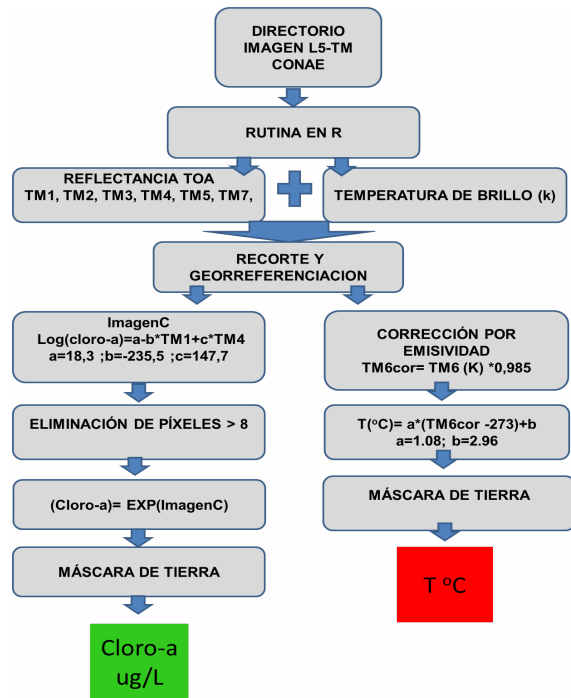 DIRECTORIO
IMAGEN L5-TM
CONAE
RUTINA EN R
REFLECTANCIA TOA
TM1, TM2, TM3, TM4, TM5, TM7,
TEMPERATURA DE BRILLO (k)
RECORTE Y
GEORREFERENCIACION
ImagenC
Log(cloro-a)=a-b*TM1+c*TM4
a=18,3 ;b=-235,5 ;c=147,7
ELIMINACIÓN DE PÍXELES > 8
(Cloro-a)= EXP(ImagenC)
MÁSCARA DE TIERRA
Cloro-a
ug/L
CORRECCIÓN POR
EMISIVIDAD
TM6cor= TM6 (K) *0,985
T(ºC)= a*(TM6cor -273)+b
a=1.08; b=2.96
MÁSCARA DE TIERRA
T ºC